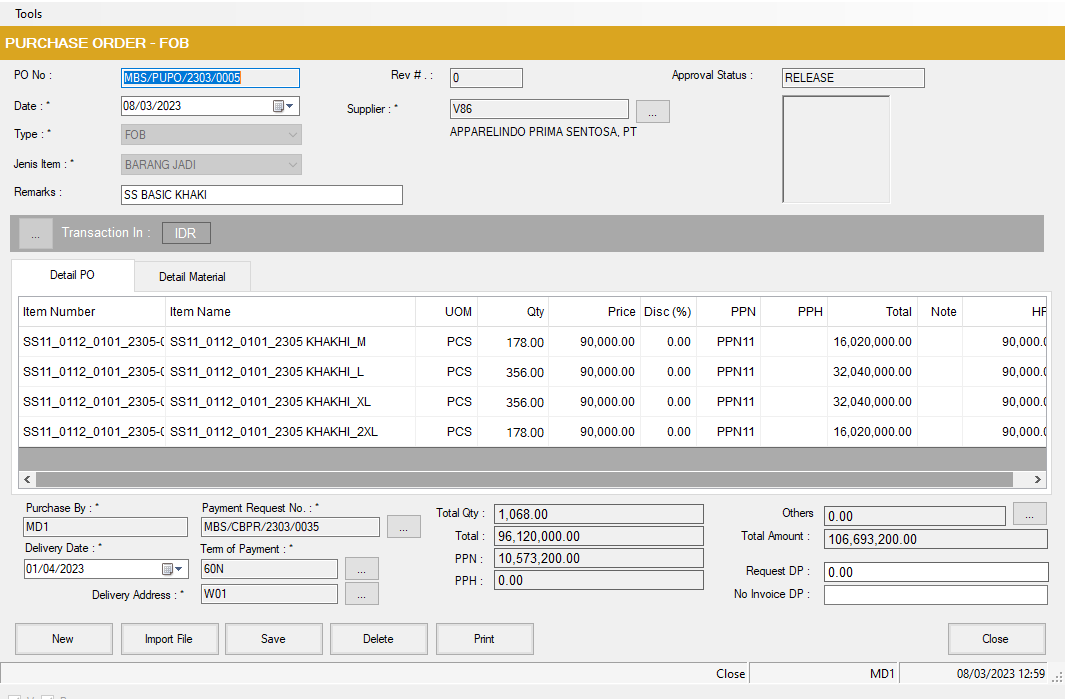 Tools
PURCHASE ORDER - FOB
PO No : MBS/PUPO/2303/0005 Rev # . : 0 Approval Status : RELEASE
Date : * 08/03/2023 Supplier : * V86 ...
Type : * FOB APPARELINDO PRIMA SENTOSA, PT
Jenis Item : * BARANG JADI
Remarks : SS BASIC KHAKI
... Transaction In : IDR
Detail PO Detail Material
Item Number Item Name UOM Qty Price Disc (%) PPN PPH Total Note HF
SS11_0112_0101_2305-0 SS11_0112_0101_2305 KHAKHI_M PCS 178.00 90,000.00 0.00 PPN11 16,020,000.00 90,000.0
SS11_0112_0101_2305-0 SS11_0112_0101_2305 KHAKHI_L PCS 356.00 90,000.00 0.00 PPN11 32,040,000.00 90,000.0
SS11_0112_0101_2305-0 SS11_0112_0101_2305 KHAKHI_XL PCS 356.00 90,000.00 0.00 PPN11 32,040,000.00 90,000.0
SS11_0112_0101_2305-0 SS11_0112_0101_2305 KHAKHI_2XL PCS 178.00 90,000.00 0.00 PPN11 16,020,000.00 90,000.0
Purchase By : * Payment Request No. : * Total Qty : 1,068.00 Others 0.00 ...
MD1 MBS/CBPR/2303/0035 ... Total : 96,120,000.00 Total Amount : 106,693,200.00
Delivery Date : * Term of Payment : * PPN : 10,573,200.00
01/04/2023 60N ... PPH : 0.00 Request DP : 0.00
Delivery Address : * W01 ... No Invoice DP :
New Import File Save Delete Print Close
Close MD1 08/03/2023 12:59